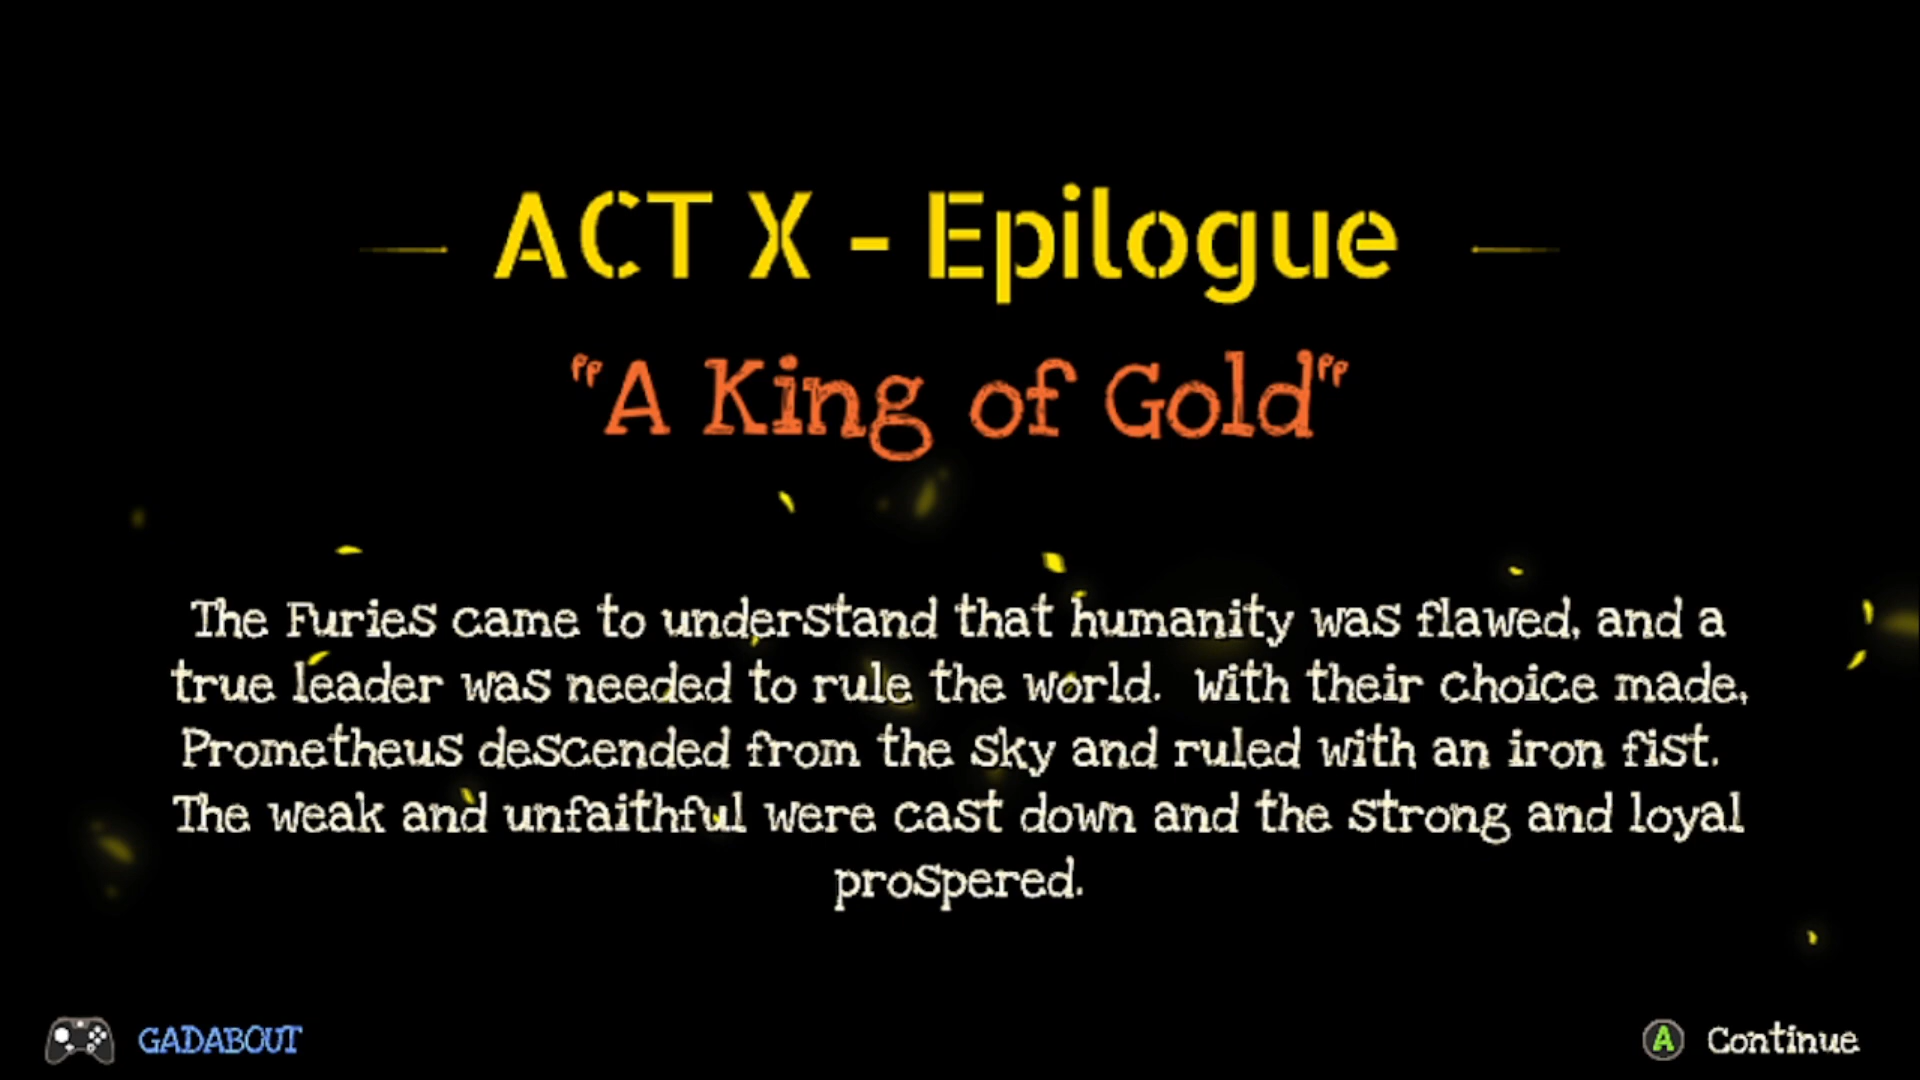 ACT X - Epilogue
"A King of Gold"
The Furies came to understand that humanity was flawed, and a
true leader was needed to rule the world. With their choice made,
Prometheus descended from the sky and ruled with an iron fist.
The weak and unfaithful were cast down and the strong and loyal
prospered.
GADABOUT
A Continue